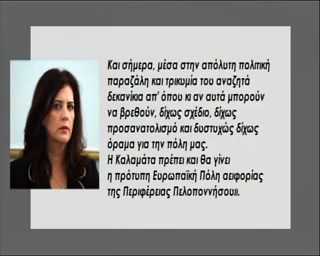 Και σήμερα, μέσα στην απόλυτη πολιτική
παραζάλη και τρικυμία του αναζητά
δεκανίκια απ' όπου κι αν αυτά μπορούν
να βρεθούν, δίχως σχέδιο, δίχως
προσανατολισμό και δυστυχώς δίχως
όραμα για την πόλη μας.
Η Καλαμάτα πρέπει και θα γίνει
η πρότυπη Ευρωπαϊκή Πόλη αειφορίας
της Περιφέρειας Πελοποννήσου».